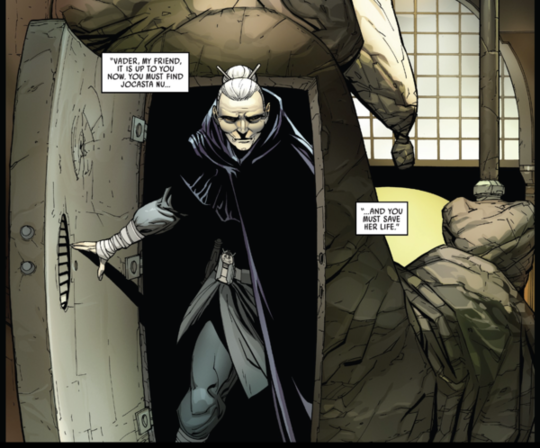 "VADER, MY FRIEND,
IT IS UP TO YOU
NOW. YOU MUST FIND
JOCASTA NU...
"...AND YOU
MUST SAVE
HER LIFE."